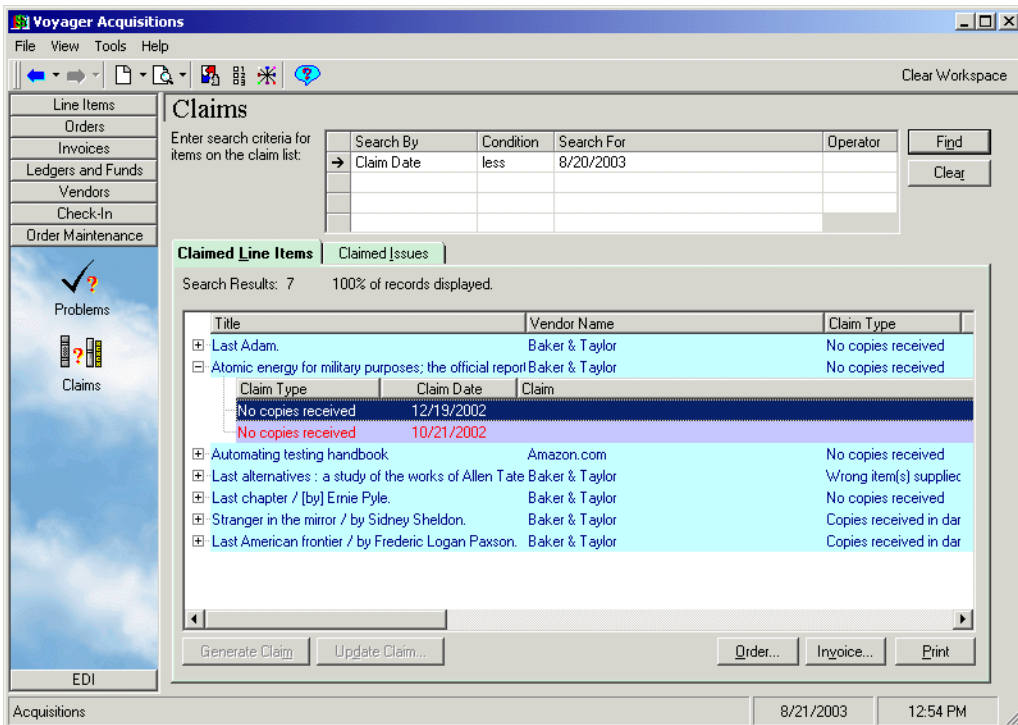 Voyager Acquisitions
File View Tools Help
Clear Workspace
Line Items
Orders
Invoices
Ledgers and Funds
Vendors
Check-In
Order Maintenance
Problems
Claims
EDI
Claims
Enter search criteria for
items on the claim list:
Search By Condition Search For Operator
Claim Date less 8/20/2003
Find
Clear
Claimed Line Items Claimed Issues
Search Results: 7 100% of records displayed.
Title Vendor Name Claim Type
Last Adam. Baker & Taylor No copies received
Atomic energy for military purposes; the official report Baker & Taylor No copies received
Claim Type Claim Date Claim
No copies received 12/19/2002
No copies received 10/21/2002
Automating testing handbook Amazon.com No copies received
Last alternatives : a study of the works of Allen Tate Baker & Taylor Wrong item(s) supplied
Last chapter / [by] Ernie Pyle. Baker & Taylor No copies received
Stranger in the mirror / by Sidney Sheldon. Baker & Taylor Copies received in dar
Last American frontier / by Frederic Logan Paxson. Baker & Taylor Copies received in dar
Generate Claim Update Claim... Order... Invoice... Print
Acquisitions 8/21/2003 12:54 PM